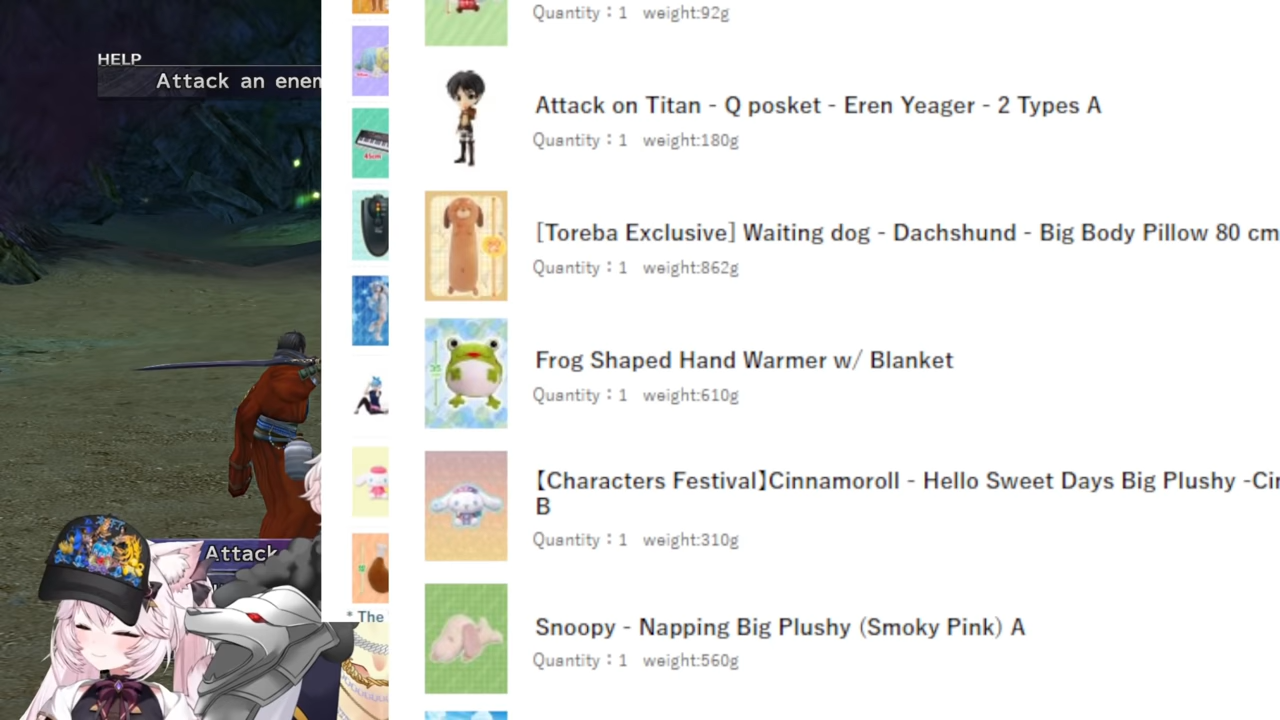 HELP
Attack an enem
Attack
* The
45cm
Quantity：1 weight:92g
Attack on Titan - Q posket - Eren Yeager - 2 Types A
Quantity：1 weight:180g
[Toreba Exclusive] Waiting dog - Dachshund - Big Body Pillow 80 cm
Quantity：1 weight:862g
Frog Shaped Hand Warmer w/ Blanket
Quantity：1 weight:610g
【Characters Festival】Cinnamoroll - Hello Sweet Days Big Plushy -Cin
B
Quantity：1 weight:310g
Snoopy - Napping Big Plushy (Smoky Pink) A
Quantity：1 weight:560g